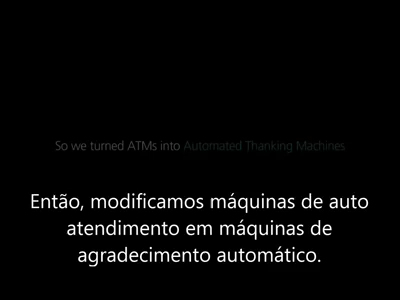 So we turned ATMs into Automated Thanking Machines
Então, modificamos máquinas de auto
atendimento em máquinas de
agradecimento automático.